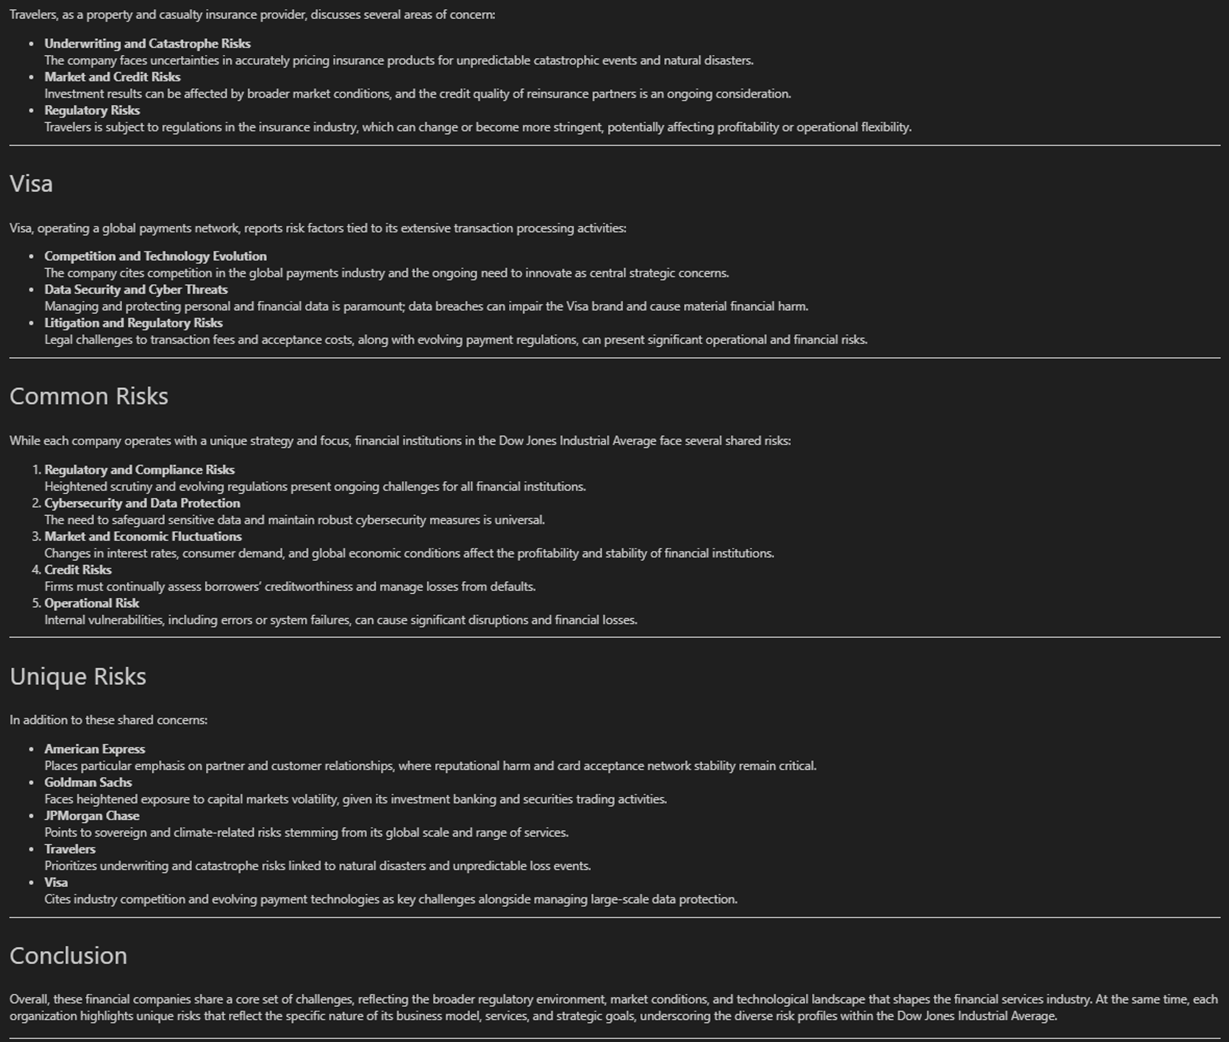 Travelers, as a property and casualty insurance provider, discusses several areas of concern:
• Underwriting and Catastrophe Risks
The company faces uncertainties in accurately pricing insurance products for unpredictable catastrophic events and natural disasters.
• Market and Credit Risks
Investment results can be affected by broader market conditions, and the credit quality of reinsurance partners is an ongoing consideration.
• Regulatory Risks
Travelers is subject to regulations in the insurance industry, which can change or become more stringent, potentially affecting profitability or operational flexibility.
Visa
Visa, operating a global payments network, reports risk factors tied to its extensive transaction processing activities:
• Competition and Technology Evolution
The company cites competition in the global payments industry and the ongoing need to innovate as central strategic concerns.
• Data Security and Cyber Threats
Managing and protecting personal and financial data is paramount; data breaches can impair the Visa brand and cause material financial harm.
• Litigation and Regulatory Risks
Legal challenges to transaction fees and acceptance costs, along with evolving payment regulations, can present significant operational and financial risks.
Common Risks
While each company operates with a unique strategy and focus, financial institutions in the Dow Jones Industrial Average face several shared risks:
1. Regulatory and Compliance Risks
Heightened scrutiny and evolving regulations present ongoing challenges for all financial institutions.
2. Cybersecurity and Data Protection
The need to safeguard sensitive data and maintain robust cybersecurity measures is universal.
3. Market and Economic Fluctuations
Changes in interest rates, consumer demand, and global economic conditions affect the profitability and stability of financial institutions.
4. Credit Risks
Firms must continually assess borrowers’ creditworthiness and manage losses from defaults.
5. Operational Risk
Internal vulnerabilities, including errors or system failures, can cause significant disruptions and financial losses.
Unique Risks
In addition to these shared concerns:
• American Express
Places particular emphasis on partner and customer relationships, where reputational harm and card acceptance network stability remain critical.
• Goldman Sachs
Faces heightened exposure to capital markets volatility, given its investment banking and securities trading activities.
• JPMorgan Chase
Points to sovereign and climate-related risks stemming from its global scale and range of services.
• Travelers
Prioritizes underwriting and catastrophe risks linked to natural disasters and unpredictable loss events.
• Visa
Cites industry competition and evolving payment technologies as key challenges alongside managing large-scale data protection.
Conclusion
Overall, these financial companies share a core set of challenges, reflecting the broader regulatory environment, market conditions, and technological landscape that shapes the financial services industry. At the same time, each
organization highlights unique risks that reflect the specific nature of its business model, services, and strategic goals, underscoring the diverse risk profiles within the Dow Jones Industrial Average.